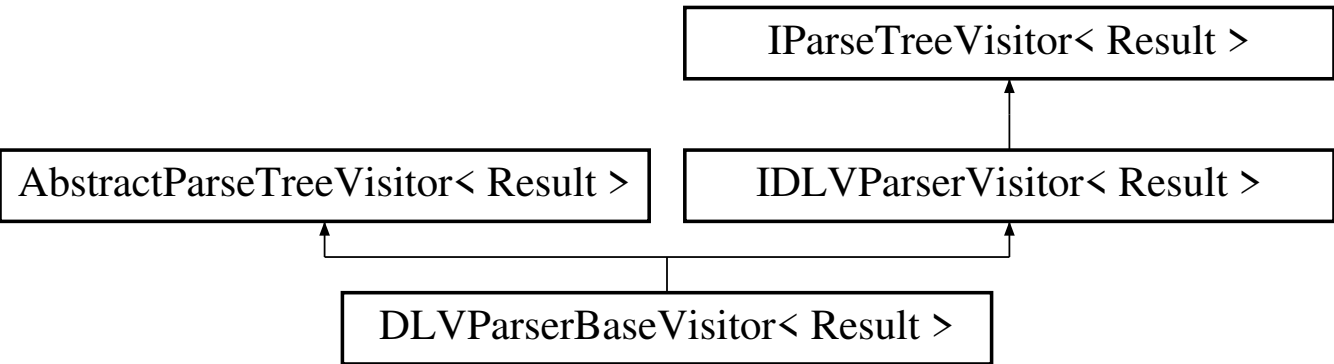 IParseTreeVisitor< Result >
AbstractParseTreeVisitor< Result >
IDLVParserVisitor< Result >
DLVParserBaseVisitor< Result >